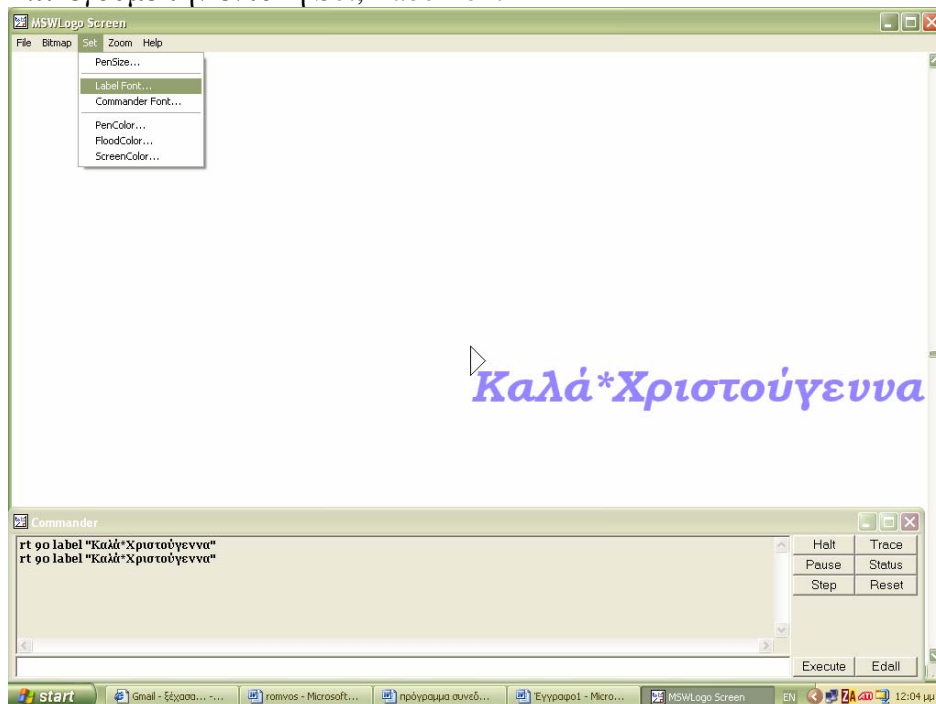 MSWLogo Screen
File Bitmap Set Zoom Help
PenSize...
Label Font...
Commander Font...
PenColor...
FloodColor...
ScreenColor...
Καλά*Χριστούγεννα
Commander
rt 90 label "Καλά*Χριστούγεννα"
rt 90 label "Καλά*Χριστούγεννα"
Halt Trace
Pause Status
Step Reset
Execute Edall
start Gmail - ξέχασα... -... romvos - Microsoft... πρόγραμμα συνεδ... Έγγραφο1 - Micro... MSWLogo Screen EN 12:04 μμ